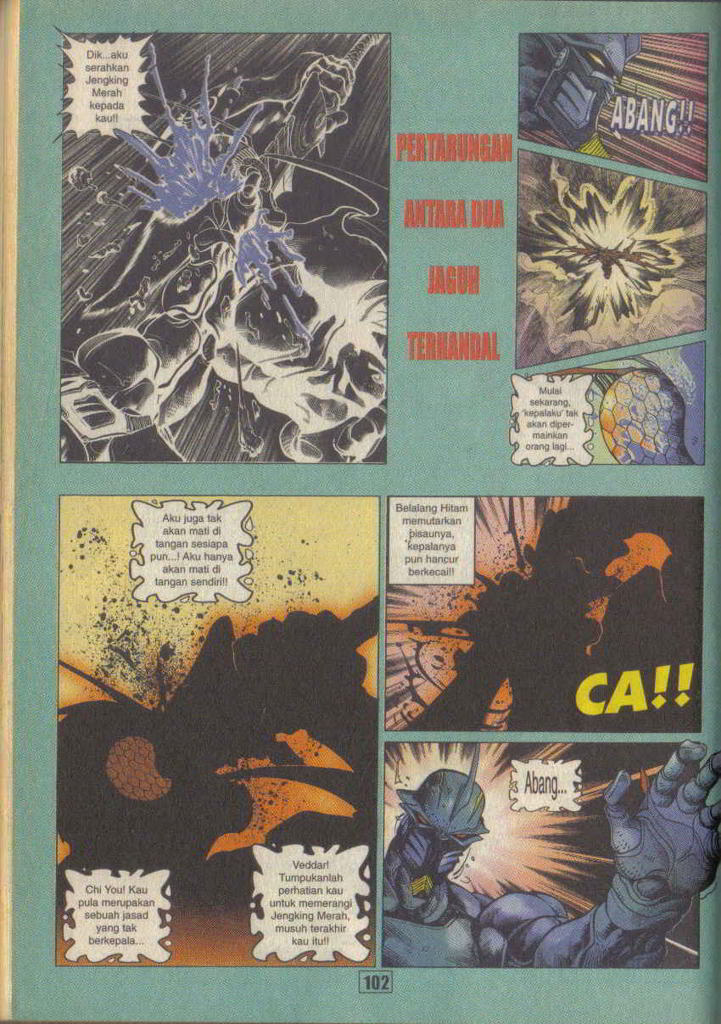 Dik...aku
serahkan
Jengking
Merah
kepada
kau!!
PERTARUNGAN
ANTARA DUA
JAGUH
TERHANDAL
ABANG!!
Mulai
sekarang,
'kepalaku' tak
akan diper-
mainkan
orang lagi...
Aku juga tak
akan mati di
tangan sesiapa
pun...! Aku hanya
akan mati di
tangan sendiri!!
Chi You! Kau
pula merupakan
sebuah jasad
yang tak
berkepala...
Veddar!
Tumpukanlah
perhatian kau
untuk memerangi
Jengking Merah,
musuh terakhir
kau itu!!
Belalang Hitam
memutarkan
pisaunya,
kepalanya
pun hancur
berkecai!!
CA!!
Abang...
102